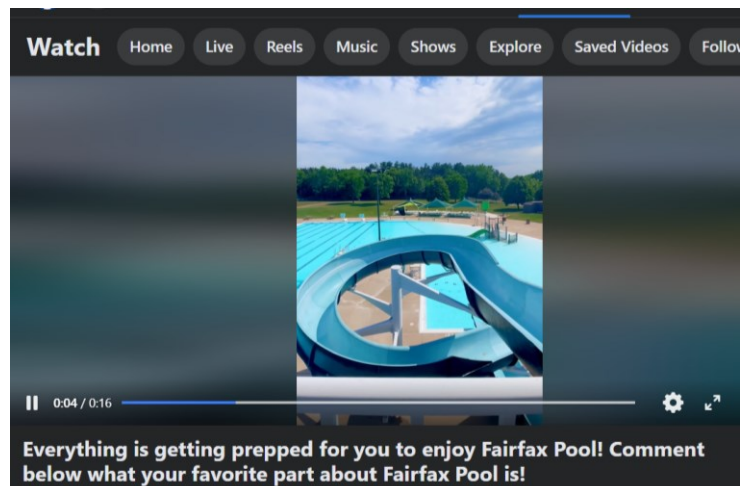 Watch Home Live Reels Music Shows Explore Saved Videos Follow
0:04 / 0:16
Everything is getting prepped for you to enjoy Fairfax Pool! Comment
below what your favorite part about Fairfax Pool is!